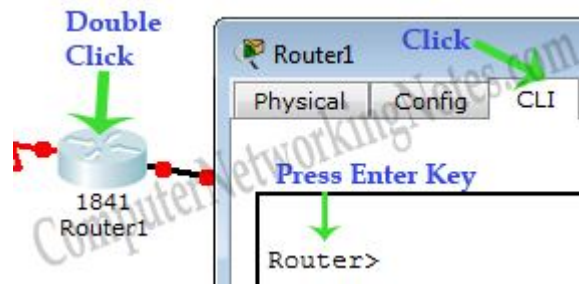 Double
Click
1841
Router1
Router1
Click
Physical
Config
CLI
Press Enter Key
Router>
ComputerNetworkingNotes.com